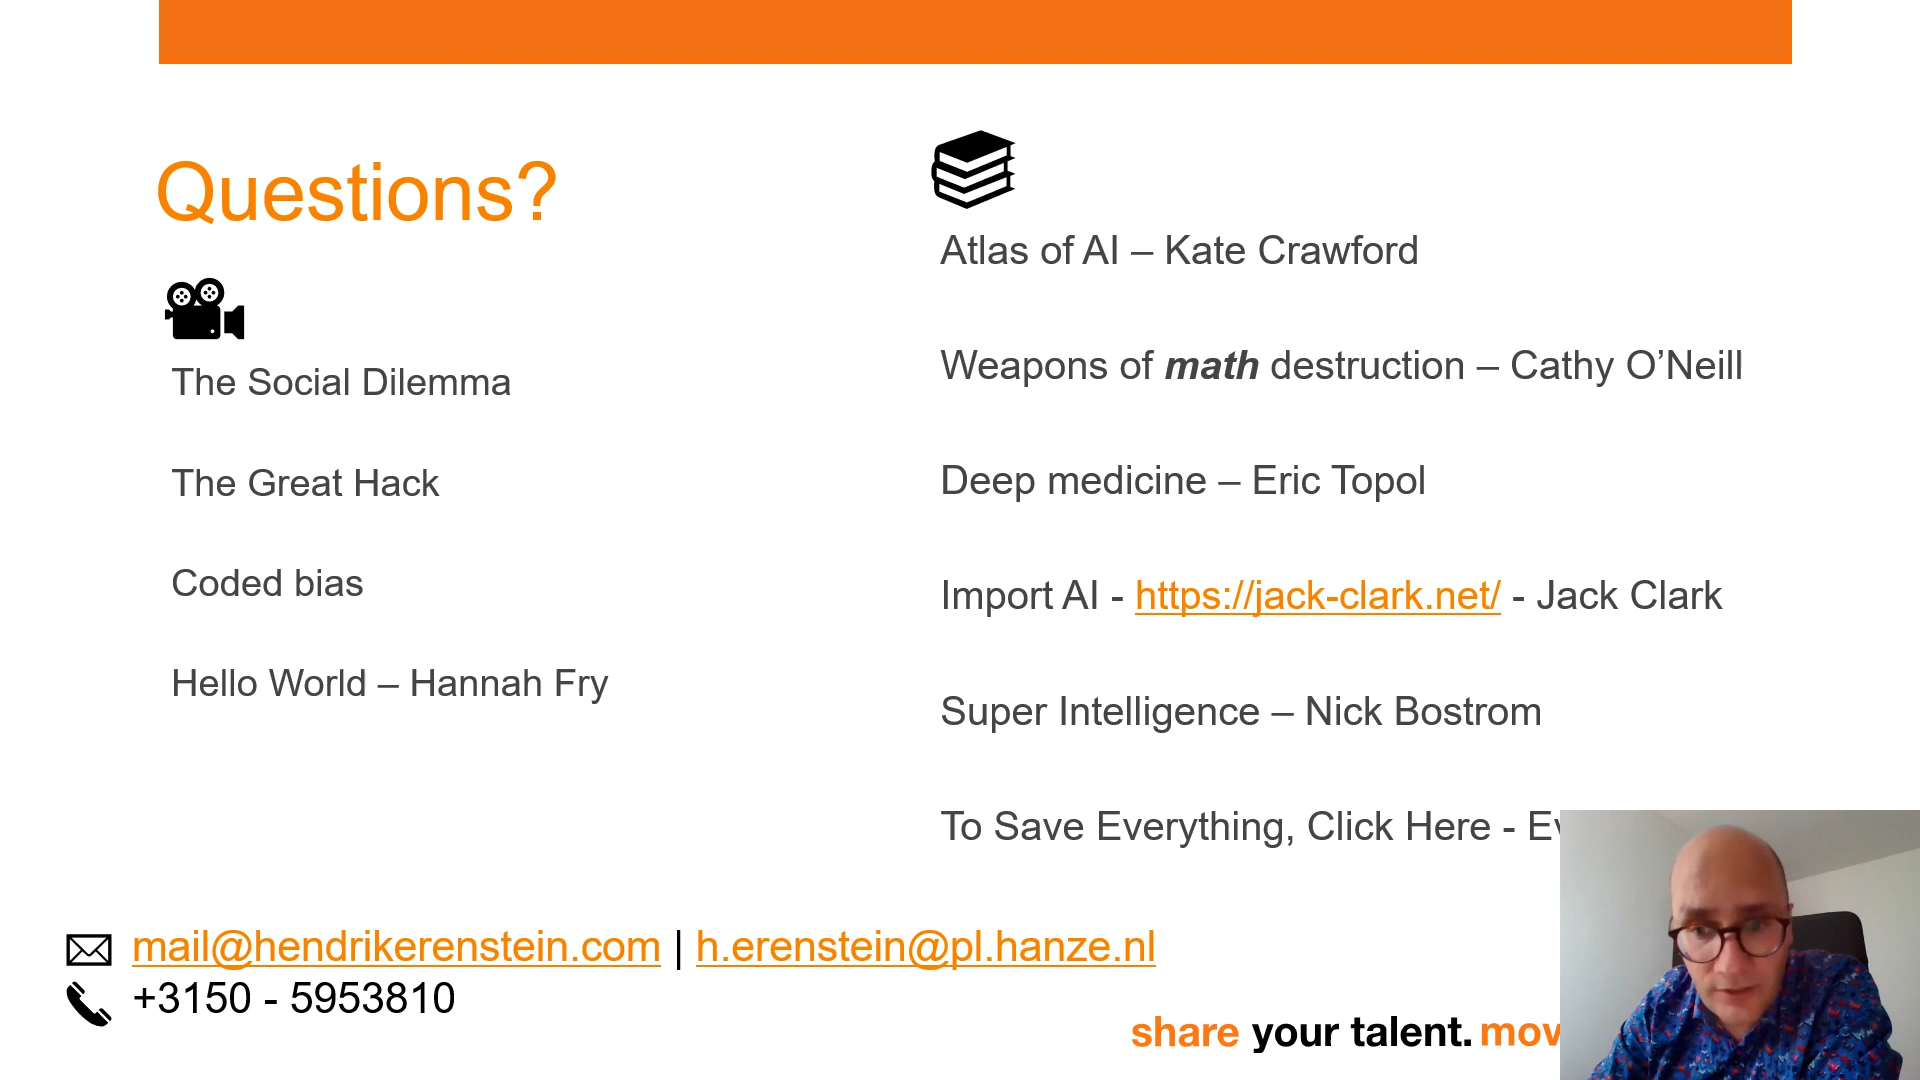 Questions?
The Social Dilemma
The Great Hack
Coded bias
Hello World – Hannah Fry
Atlas of AI – Kate Crawford
Weapons of math destruction – Cathy O’Neill
Deep medicine – Eric Topol
Import AI - https://jack-clark.net/ - Jack Clark
Super Intelligence – Nick Bostrom
To Save Everything, Click Here -
mail@hendrikerenstein.com | h.erenstein@pl.hanze.nl
+3150 - 5953810
share your talent.